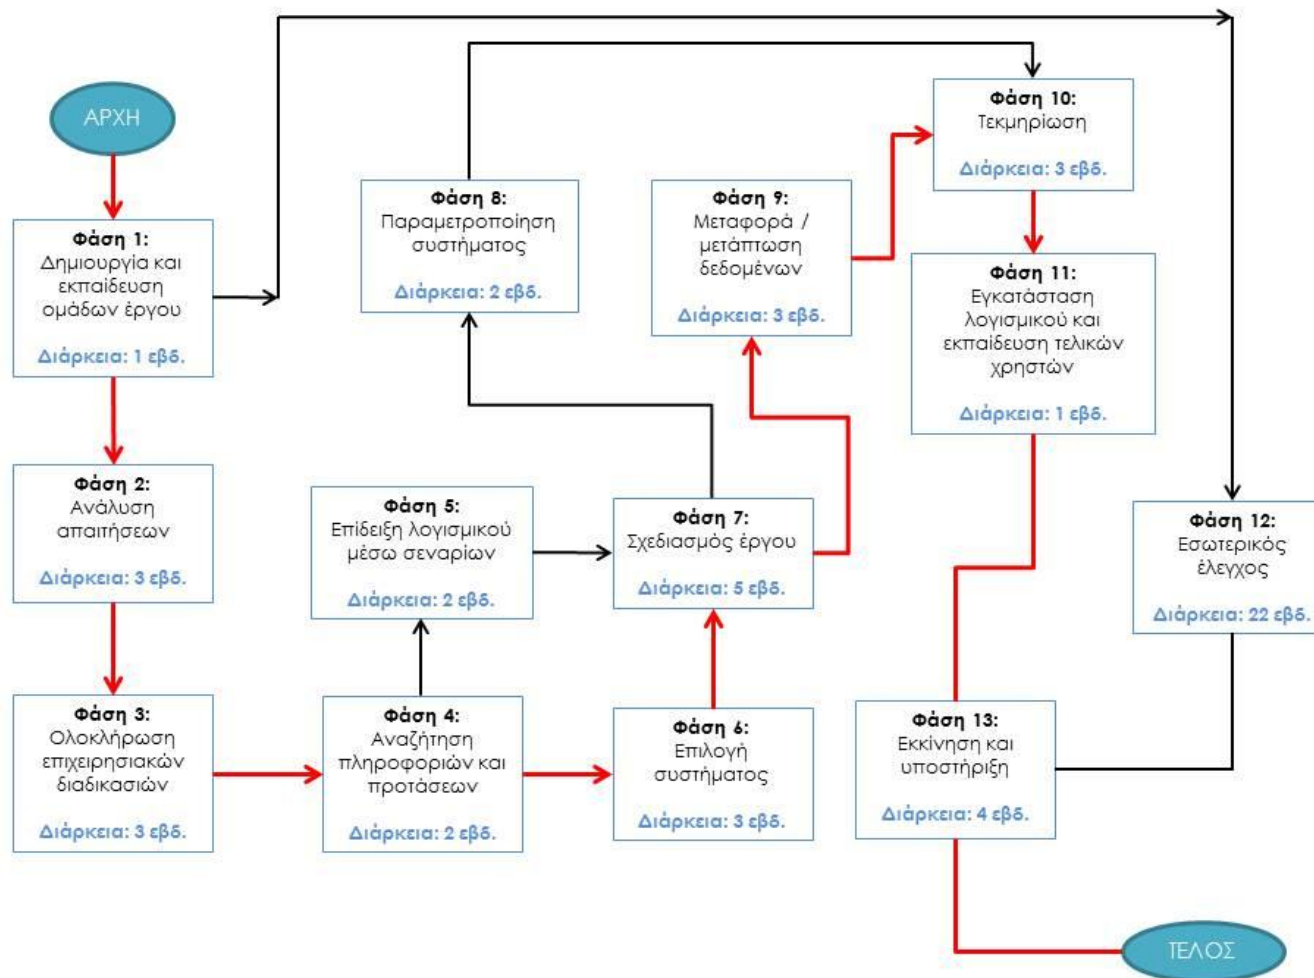 ΑΡΧΗ
Φάση 1:
Δημιουργία και
εκπαίδευση
ομάδων έργου
Διάρκεια: 1 εβδ.
Φάση 2:
Ανάλυση
απαιτήσεων
Διάρκεια: 3 εβδ.
Φάση 3:
Ολοκλήρωση
επιχειρησιακών
διαδικασιών
Διάρκεια: 3 εβδ.
Φάση 4:
Αναζήτηση
πληροφοριών και
προτάσεων
Διάρκεια: 2 εβδ.
Φάση 5:
Επίδειξη λογισμικού
μέσω σεναρίων
Διάρκεια: 2 εβδ.
Φάση 6:
Επιλογή
συστήματος
Διάρκεια: 3 εβδ.
Φάση 7:
Σχεδιασμός έργου
Διάρκεια: 5 εβδ.
Φάση 8:
Παραμετροποίηση
συστήματος
Διάρκεια: 2 εβδ.
Φάση 9:
Μεταφορά /
μετάπτωση
δεδομένων
Διάρκεια: 3 εβδ.
Φάση 10:
Τεκμηρίωση
Διάρκεια: 3 εβδ.
Φάση 11:
Εγκατάσταση
λογισμικού και
εκπαίδευση τελικών
χρηστών
Διάρκεια: 1 εβδ.
Φάση 12:
Εσωτερικός
έλεγχος
Διάρκεια: 22 εβδ.
Φάση 13:
Εκκίνηση και
υποστήριξη
Διάρκεια: 4 εβδ.
ΤΕΛΟΣ